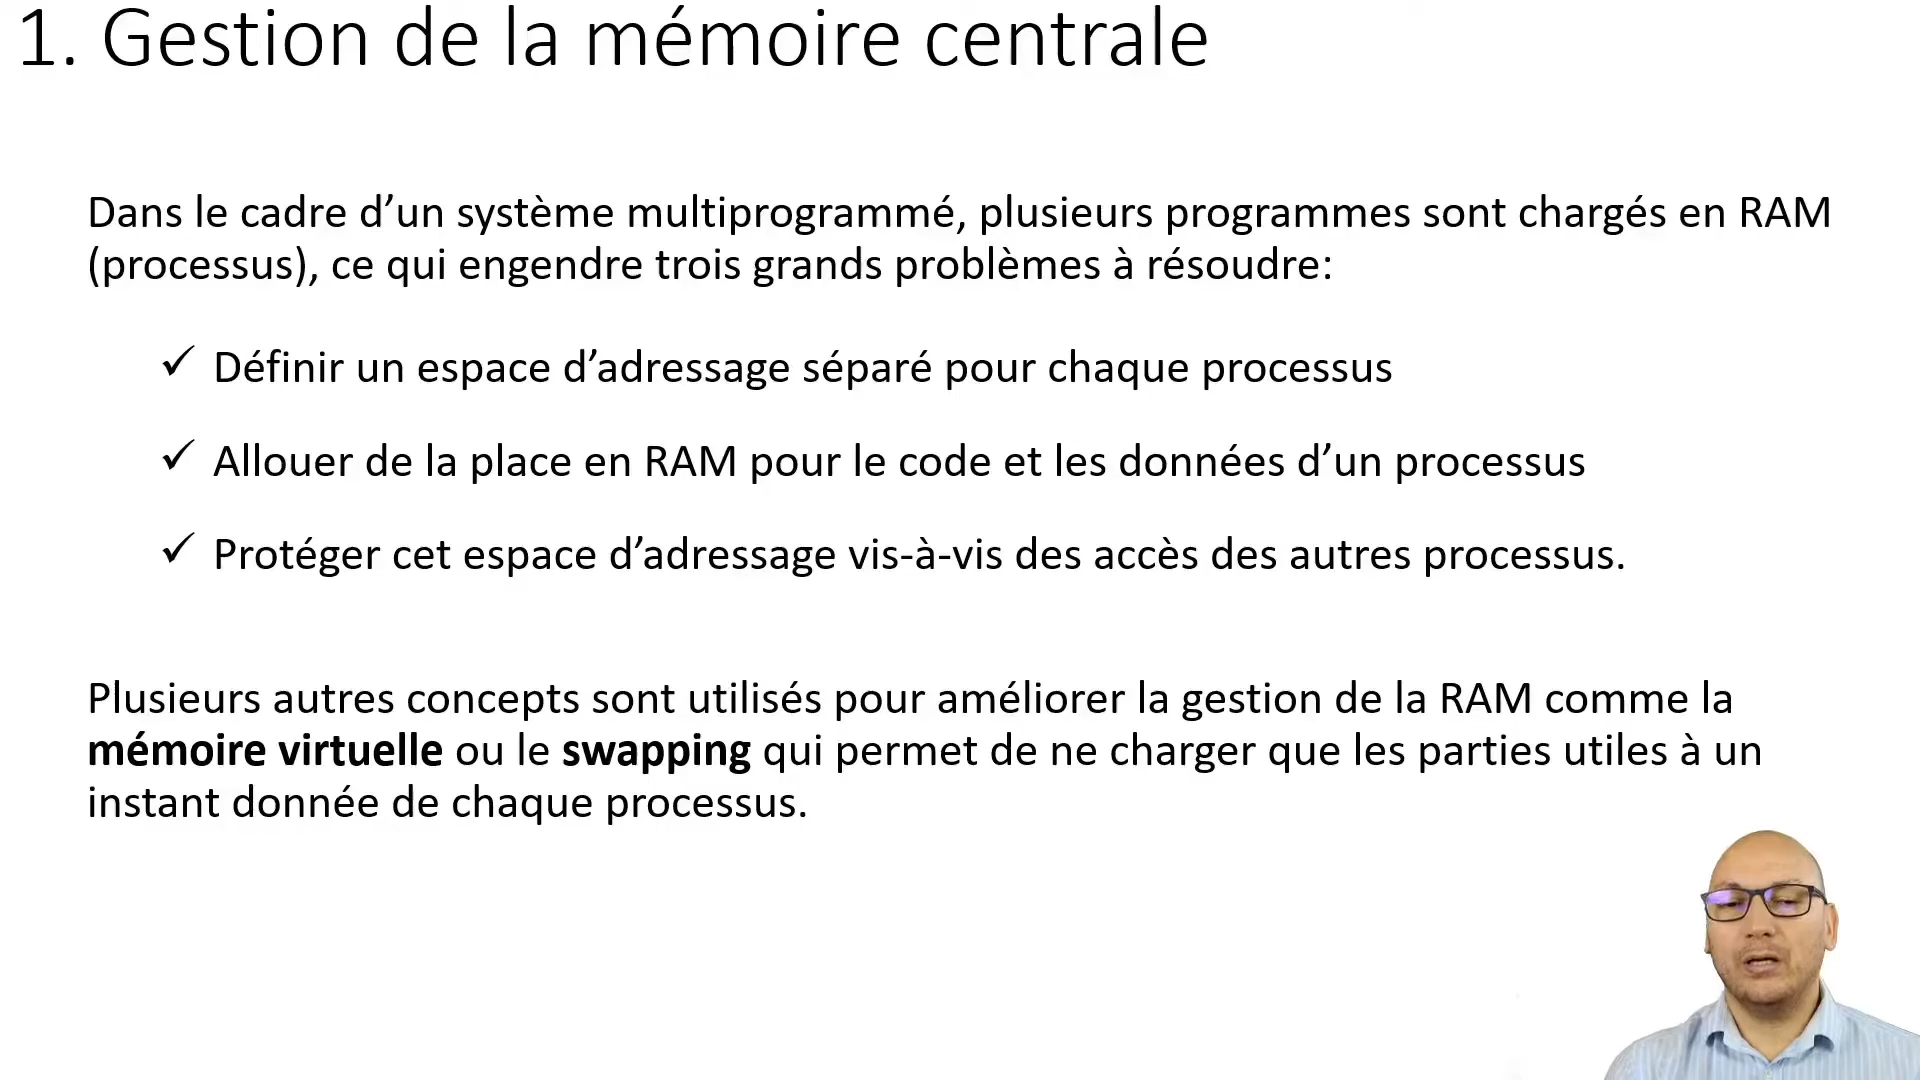 1. Gestion de la mémoire centrale
Dans le cadre d’un système multiprogrammé, plusieurs programmes sont chargés en RAM
(processus), ce qui engendre trois grands problèmes à résoudre:
✓ Définir un espace d’adressage séparé pour chaque processus
✓ Allouer de la place en RAM pour le code et les données d’un processus
✓ Protéger cet espace d’adressage vis-à-vis des accès des autres processus.
Plusieurs autres concepts sont utilisés pour améliorer la gestion de la RAM comme la
mémoire virtuelle ou le swapping qui permet de ne charger que les parties utiles à un
instant donnée de chaque processus.